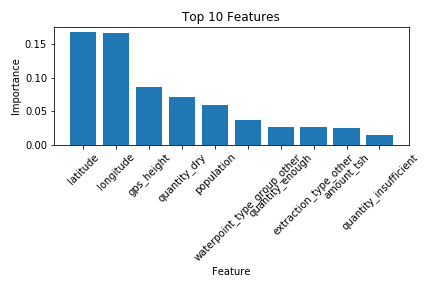 Top 10 Features
Importance
0.15
0.10
0.05
0.00
latitude
longitude
gps_height
quantity_dry
population
waterpoint_type_group_other
quantity_enough
extraction_type_other
amount_tsh
quantity_insufficient
Feature